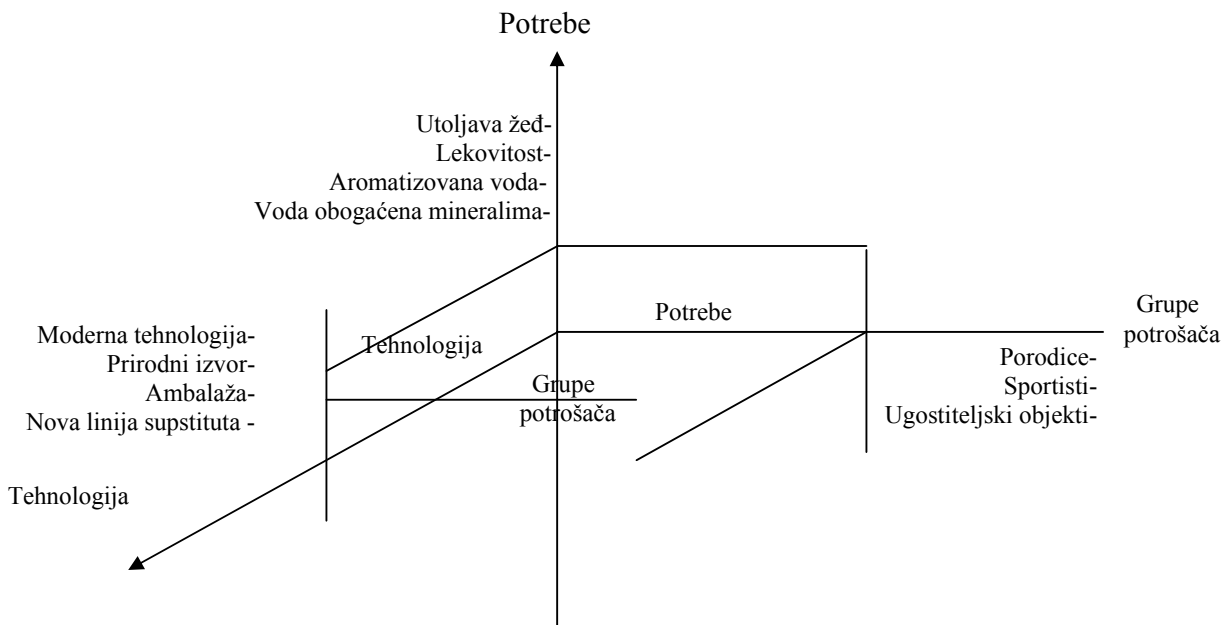 Potrebe
Utoljava žeđ-
Lekovitost-
Aromatizovana voda-
Voda obogaćena mineralima-
Moderna tehnologija-
Prirodni izvor-
Ambalaža-
Nova linija supstituta -
Tehnologija
Tehnologija
Grupe
potrošača
Potrebe
Grupe
potrošača
Porodice-
Sportisti-
Ugostiteljski objekti-